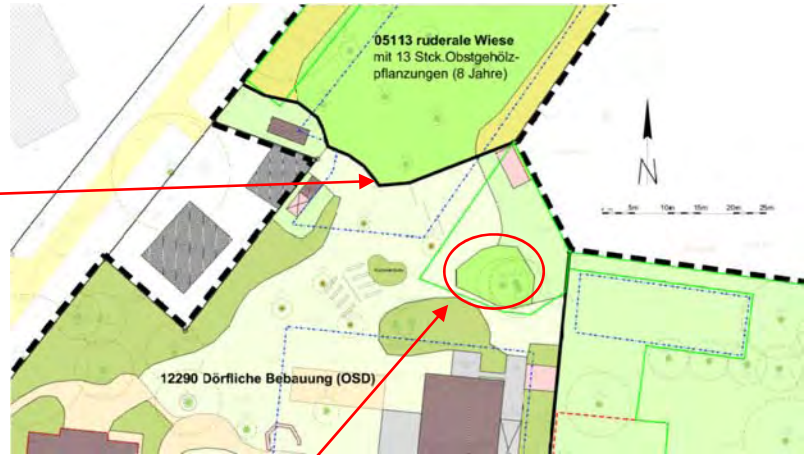 05113 ruderale Wiese
mit 13 Stck.Obstgehölz-
pflanzungen (8 Jahre)
N
5m 10m 15m 20m 25m
12290 Dörfliche Bebauung (OSD)